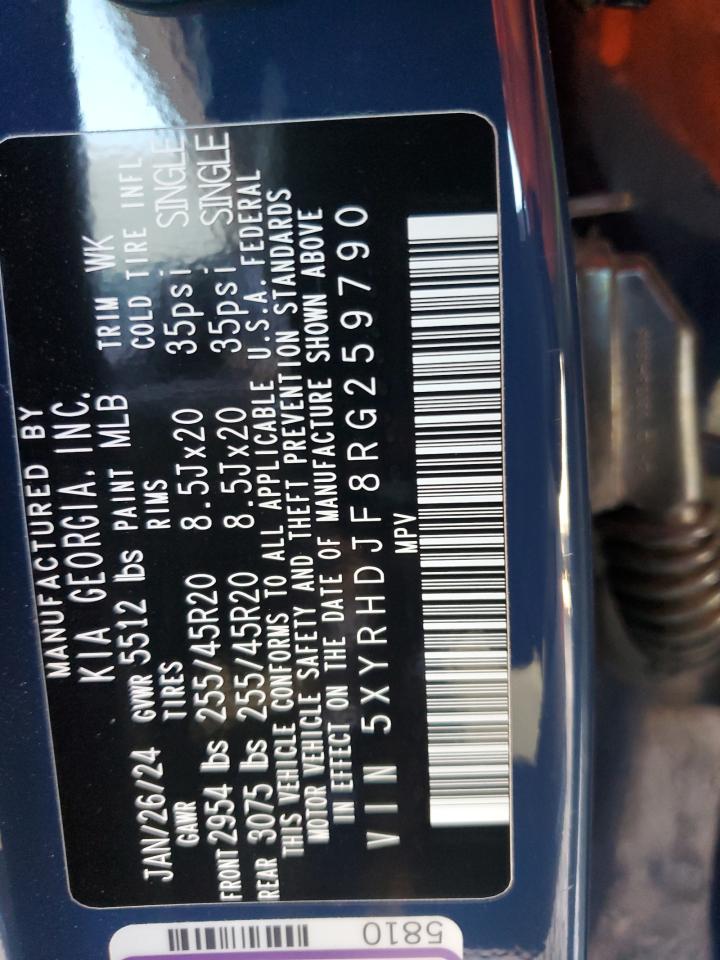 MANUFACTURED BY
KIA GEORGIA, INC.
JAN/26/24 GVWR 5512 lbs PAINT MLB TRIM WK
GAWR TIRES RIMS COLD TIRE INFL
FRONT 2954 lbs 255/45R20 8.5Jx20 35psi SINGLE
REAR 3075 lbs 255/45R20 8.5Jx20 35psi SINGLE
THIS VEHICLE CONFORMS TO ALL APPLICABLE U.S.A. FEDERAL
MOTOR VEHICLE SAFETY AND THEFT PREVENTION STANDARDS
IN EFFECT ON THE DATE OF MANUFACTURE SHOWN ABOVE
VIN 5XYRHDJF8RG259790
MPV
5810